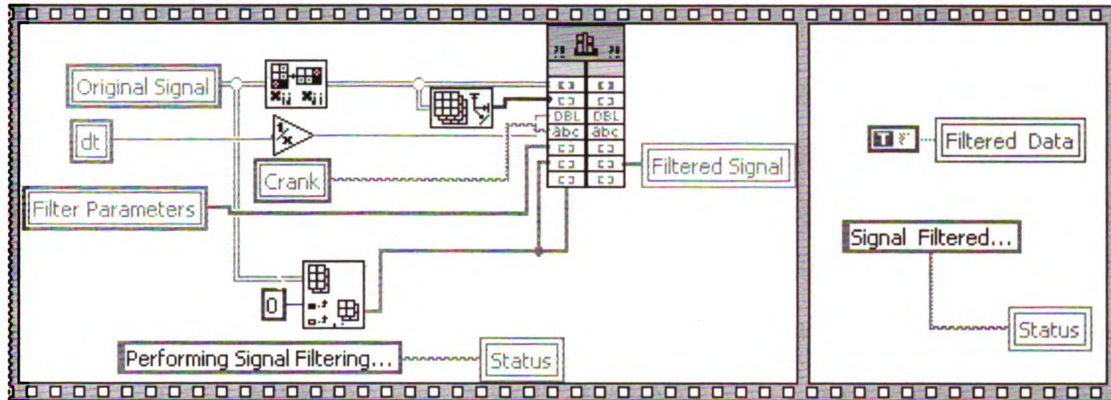 Original Signal
dt
1/x
Crank
Filter Parameters
0
Performing Signal Filtering...
Status
DBL DBL
abc abc
Filtered Signal
T F
Filtered Data
Signal Filtered...
Status